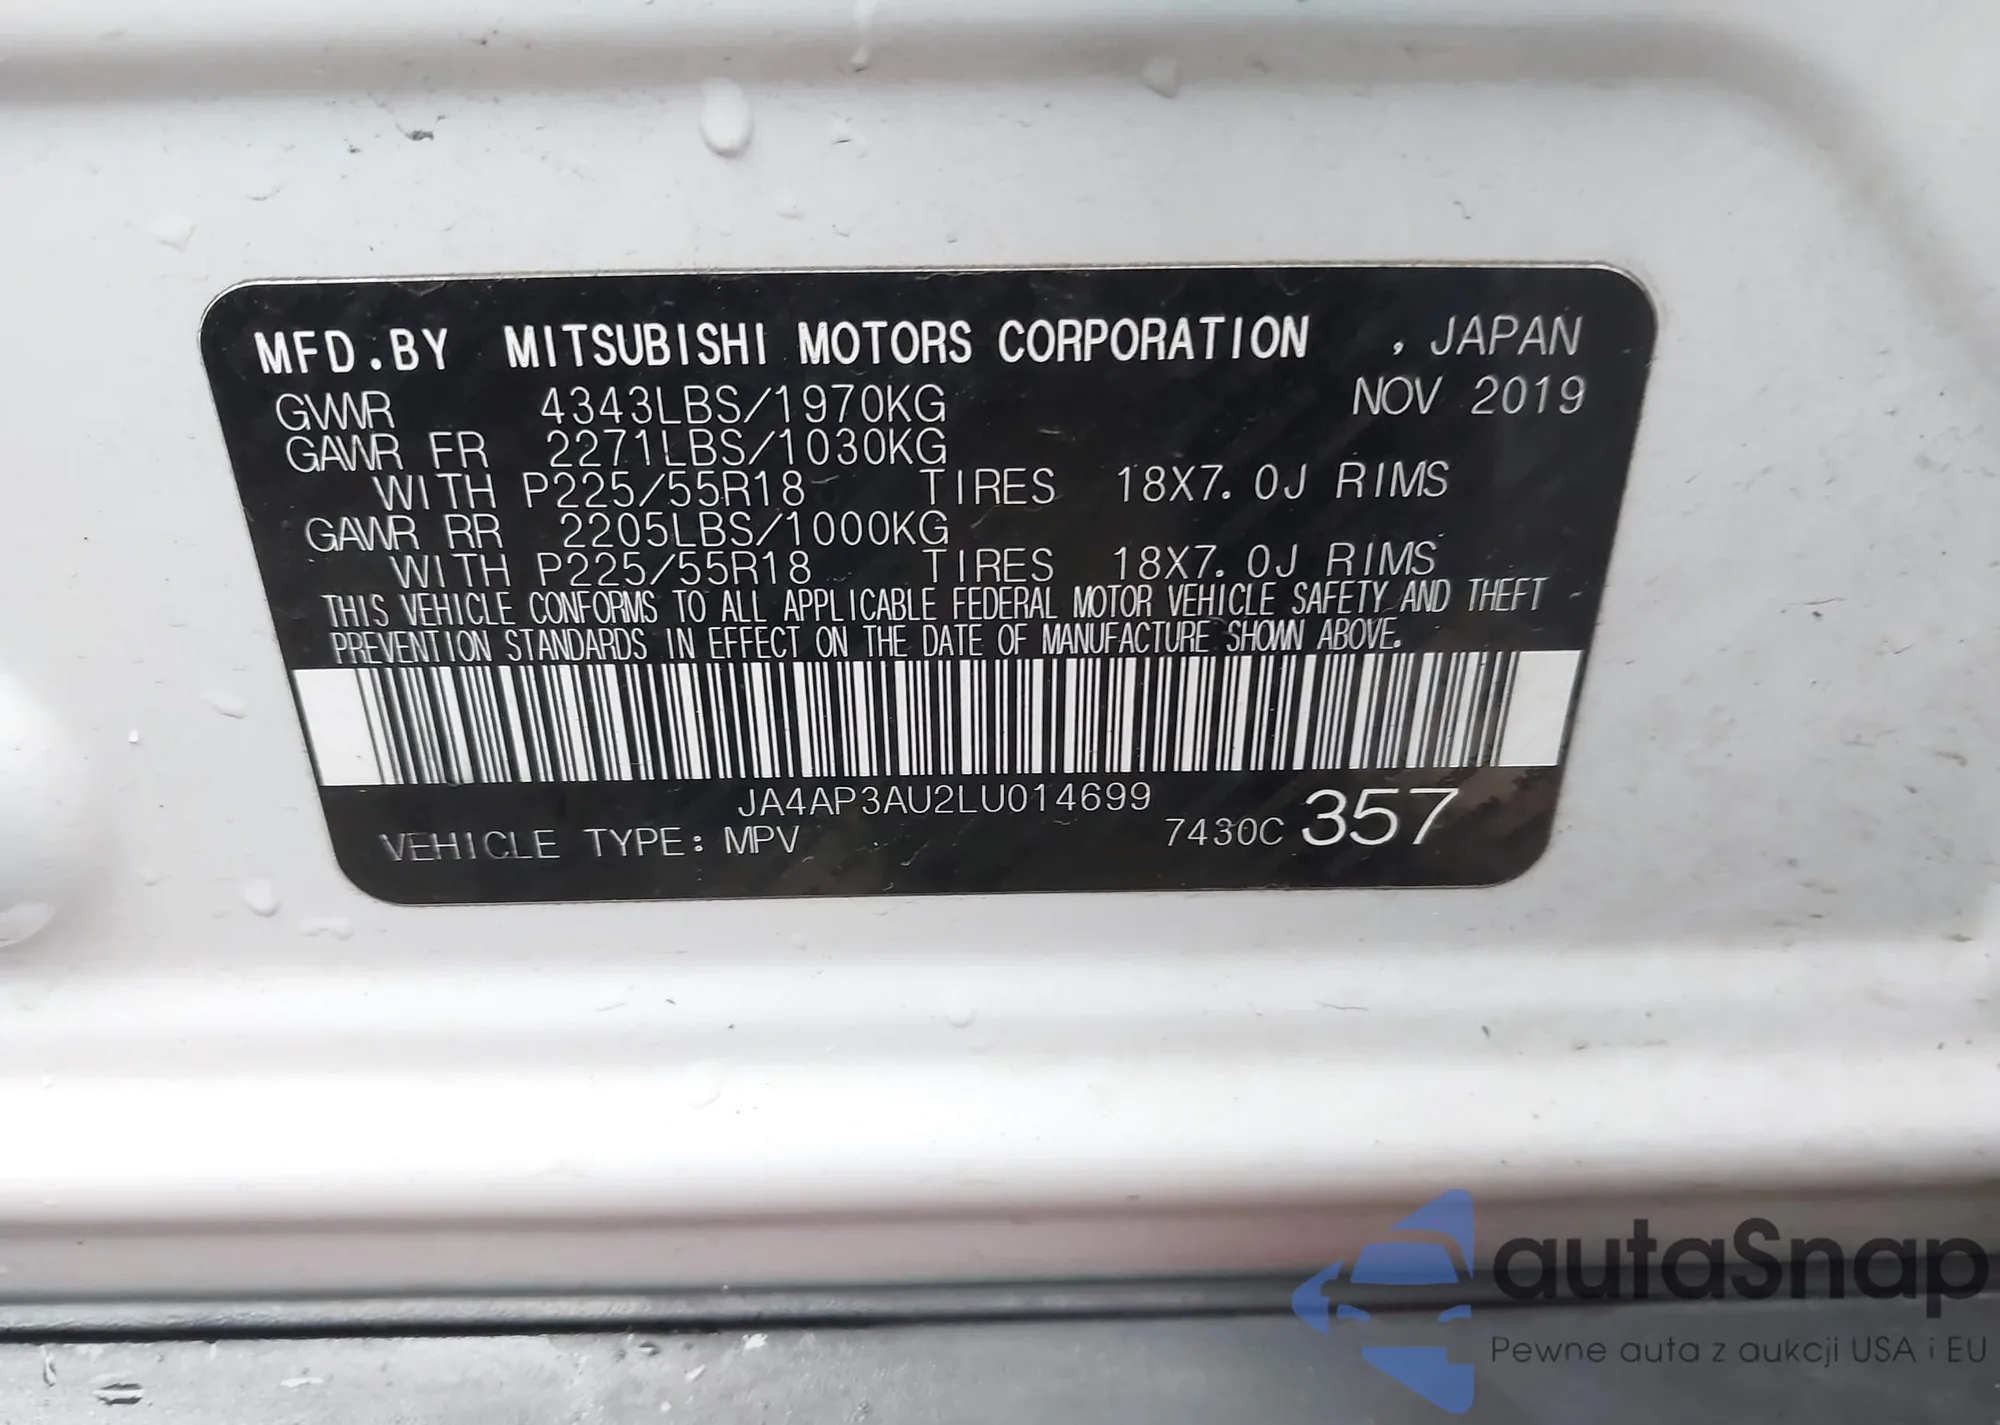 MFD.BY MITSUBISHI MOTORS CORPORATION , JAPAN
GVWR 4343LBS/1970KG NOV 2019
GAWR FR 2271LBS/1030KG
WITH P225/55R18 TIRES 18X7.0J RIMS
GAWR RR 2205LBS/1000KG
WITH P225/55R18 TIRES 18X7.0J RIMS
THIS VEHICLE CONFORMS TO ALL APPLICABLE FEDERAL MOTOR VEHICLE SAFETY AND THEFT
PREVENTION STANDARDS IN EFFECT ON THE DATE OF MANUFACTURE SHOWN ABOVE.
JA4AP3AU2LU014699
VEHICLE TYPE: MPV 7430C 357
autaSnap
Pewne auta z aukcji USA i EU